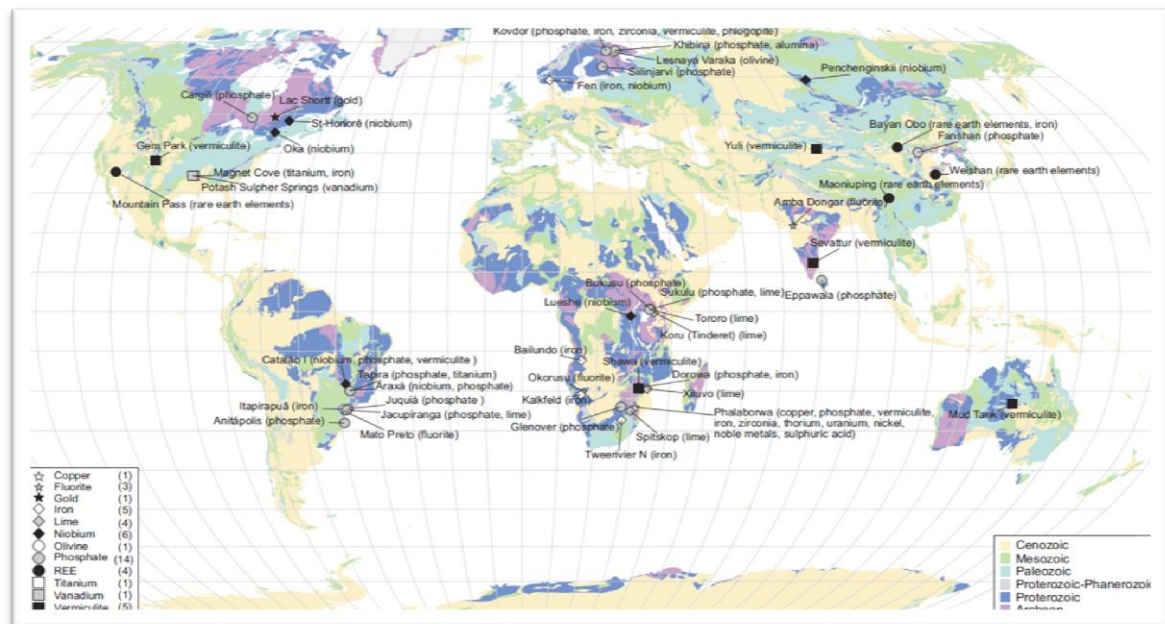 Kovdor (phosphate, iron, zirconia, vermiculite, phlogopite)
Khibina (phosphate, alumina)
Lesnaya Varaka (olivine)
Siilinjarvi (phosphate)
Penchenginskii (niobium)
Fen (iron, niobium)
Cargill (phosphate)
Lac Shortt (gold)
St-Honoré (niobium)
Bayan Obo (rare earth elements, iron)
Fanshan (phosphate)
Gem Park (vermiculite)
Oka (niobium)
Yuli (vermiculite)
Magnet Cove (titanium, iron)
Weishan (rare earth elements)
Potash Sulpher Springs (vanadium)
Maoniuping (rare earth elements)
Mountain Pass (rare earth elements)
Amba Dongar (fluorite)
Sevattur (vermiculite)
Bukusu (phosphate)
Sukulu (phosphate, lime)
Eppawala (phosphate)
Lueshe (niobium)
Tororo (lime)
Koru (Tinderet) (lime)
Bailundo (iron)
Catalão I (niobium, phosphate, vermiculite )
Shawa (vermiculite)
Tapira (phosphate, titanium)
Okorusu (fluorite)
Dorowa (phosphate, iron)
Araxá (niobium, phosphate)
Xiluvo (lime)
Juquiá (phosphate )
Kalkfeld (iron)
Itapirapuã (iron)
Jacupiranga (phosphate, lime)
Phalaborwa (copper, phosphate, vermiculite,
iron, zirconia, thorium, uranium, nickel,
noble metals, sulphuric acid)
Mud Tank (vermiculite)
Anitápolis (phosphate)
Glenover (phosphate)
Mato Preto (fluorite)
Spitskop (lime)
Tweerivier N (iron)
Copper (1)
Fluorite (3)
Gold (1)
Iron (5)
Lime (4)
Niobium (6)
Olivine (1)
Phosphate (14)
REE (4)
Titanium (1)
Vanadium (1)
Vermiculite (5)
Cenozoic
Mesozoic
Paleozoic
Proterozoic-Phanerozoic
Proterozoic
Archean